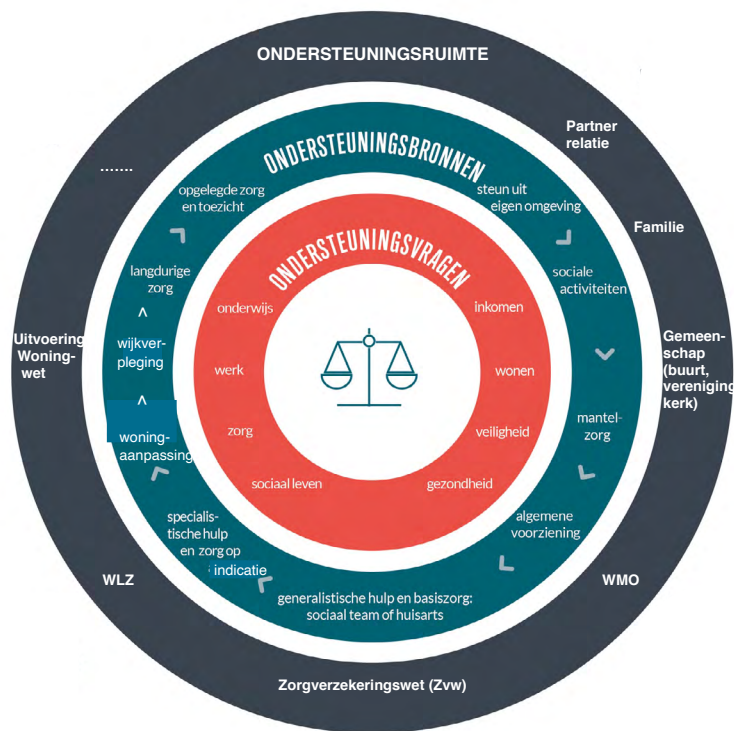 ONDERSTEUNINGSRUIMTE
Partner
relatie
Familie
Gemeen-
schap
(buurt,
vereniging
kerk)
WMO
Zorgverzekeringswet (Zvw)
WLZ
Uitvoering
Woning-
wet
.......
ONDERSTEUNINGSBRONNEN
steun uit
eigen omgeving
sociale
activiteiten
mantel-
zorg
algemene
voorziening
generalistische hulp en basiszorg:
sociaal team of huisarts
specialis-
tische hulp
en zorg op
indicatie
woning-
aanpassing
wijkver-
pleging
langdurige
zorg
opgelegde zorg
en toezicht
ONDERSTEUNINGSVRAGEN
inkomen
wonen
veiligheid
gezondheid
sociaal leven
zorg
werk
onderwijs